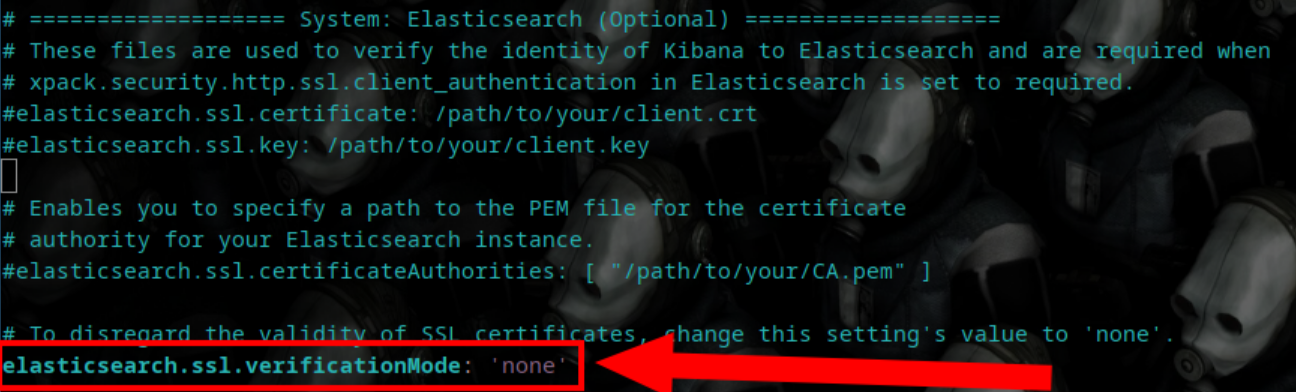 # =================== System: Elasticsearch (Optional) ===================
# These files are used to verify the identity of Kibana to Elasticsearch and are required when
# xpack.security.http.ssl.client_authentication in Elasticsearch is set to required.
#elasticsearch.ssl.certificate: /path/to/your/client.crt
#elasticsearch.ssl.key: /path/to/your/client.key
# Enables you to specify a path to the PEM file for the certificate
# authority for your Elasticsearch instance.
#elasticsearch.ssl.certificateAuthorities: [ "/path/to/your/CA.pem" ]
# To disregard the validity of SSL certificates, change this setting's value to 'none'.
elasticsearch.ssl.verificationMode: 'none'